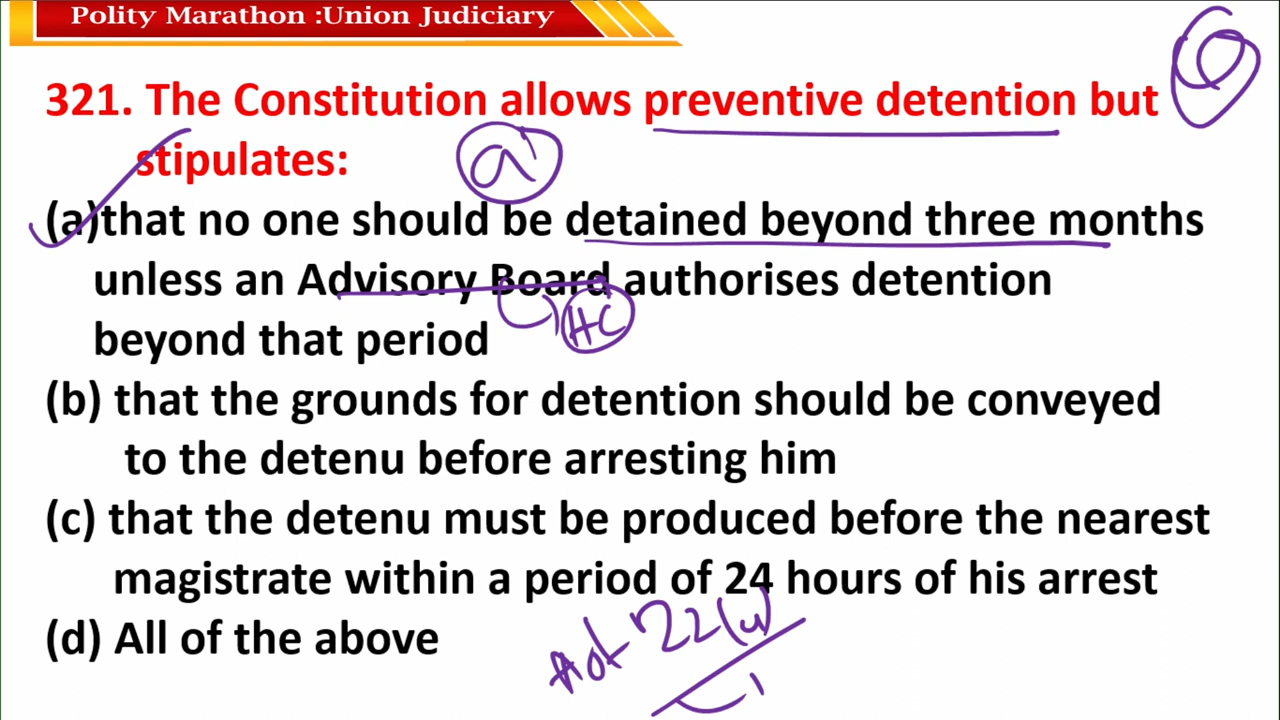 Polity Marathon :Union Judiciary
321. The Constitution allows preventive detention but
stipulates:
a
(a)that no one should be detained beyond three months
unless an Advisory Board authorises detention
HC
beyond that period
(b) that the grounds for detention should be conveyed
to the detenu before arresting him
(c) that the detenu must be produced before the nearest
magistrate within a period of 24 hours of his arrest
(d) All of the above
22(4)